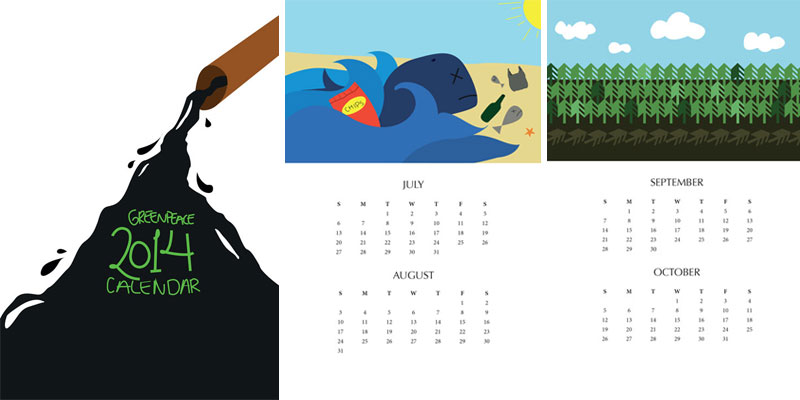 GREENPEACE
2014
CALENDAR
CHIPS
JULY
S M T W T F S
1 2 3 4 5
6 7 8 9 10 11 12
13 14 15 16 17 18 19
20 21 22 23 24 25 26
27 28 29 30 31
AUGUST
S M T W T F S
1 2
3 4 5 6 7 8 9
10 11 12 13 14 15 16
17 18 19 20 21 22 23
24 25 26 27 28 29 30
31
SEPTEMBER
S M T W T F S
1 2 3 4 5 6
7 8 9 10 11 12 13
14 15 16 17 18 19 20
21 22 23 24 25 26 27
28 29 30
OCTOBER
S M T W T F S
1 2 3 4
5 6 7 8 9 10 11
12 13 14 15 16 17 18
19 20 21 22 23 24 25
26 27 28 29 30 31